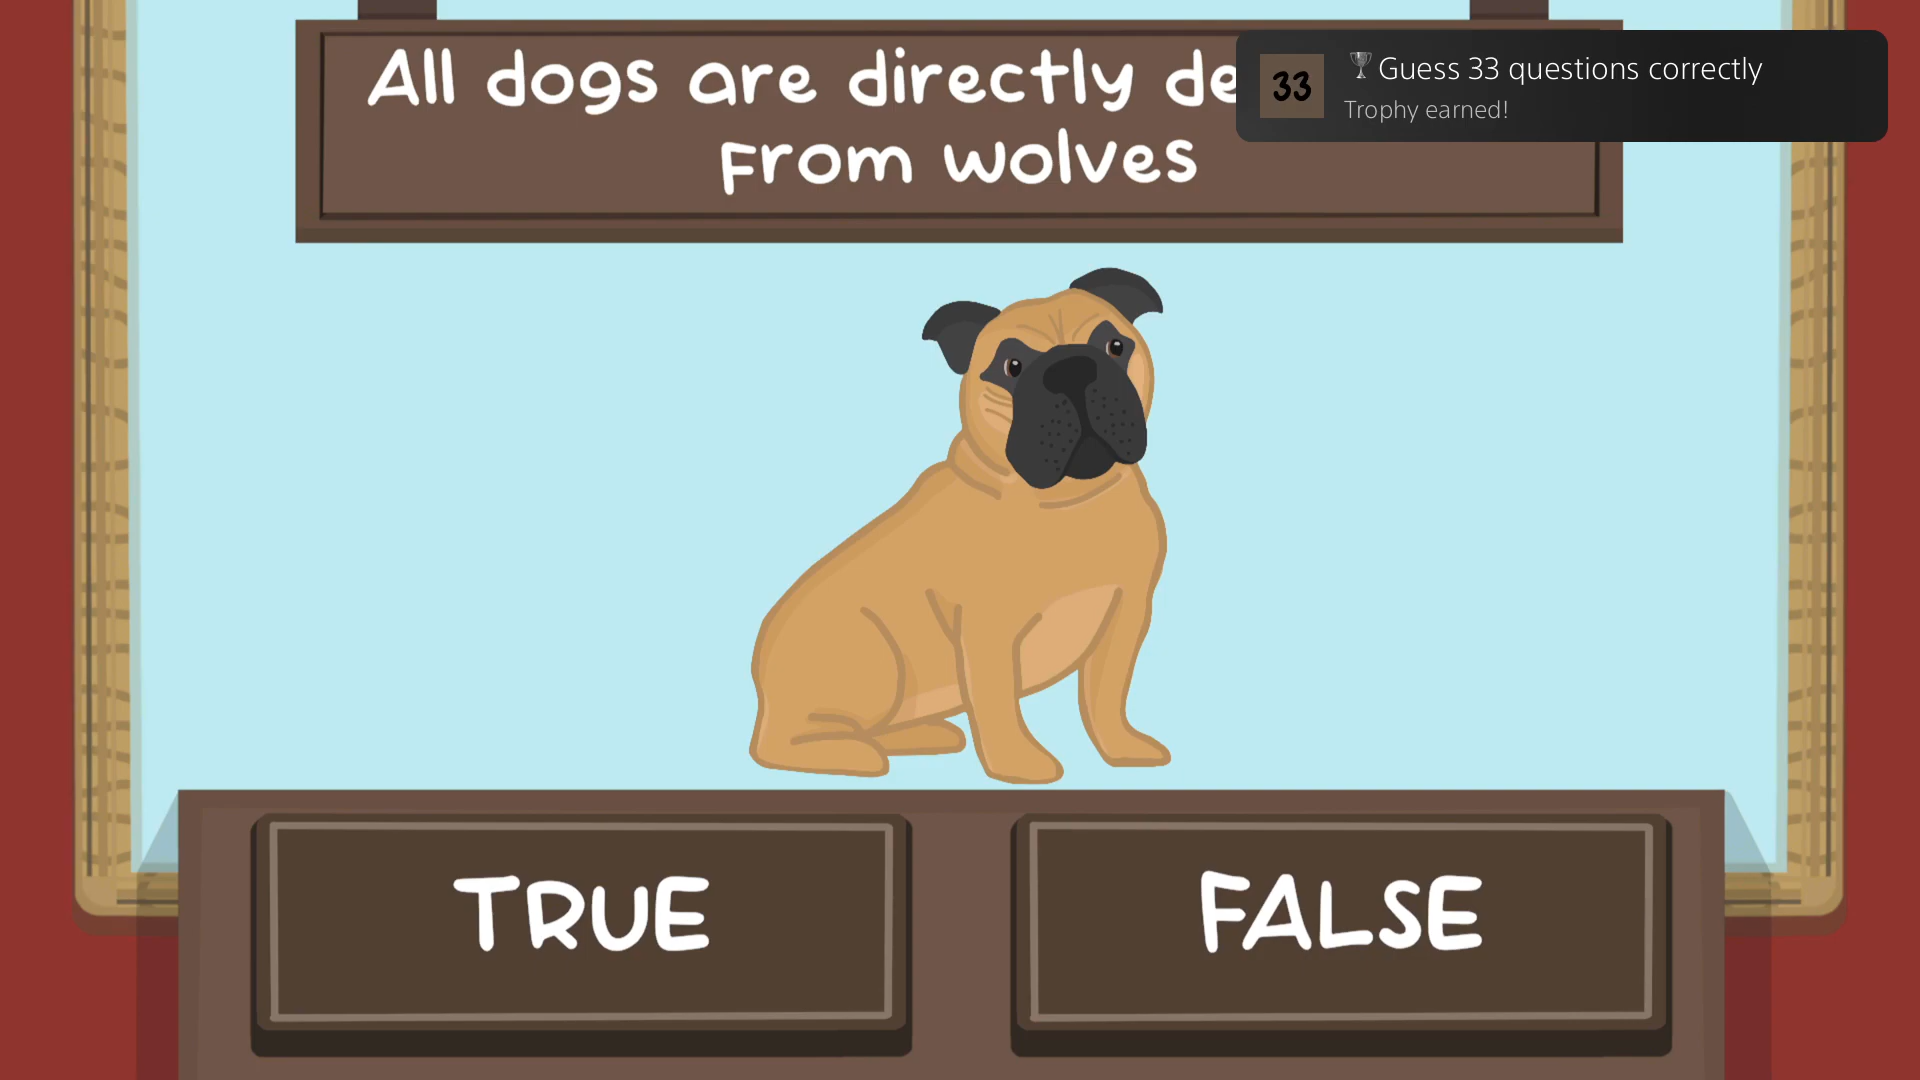 All dogs are directly de
from wolves
33
Guess 33 questions correctly
Trophy earned!
TRUE
FALSE